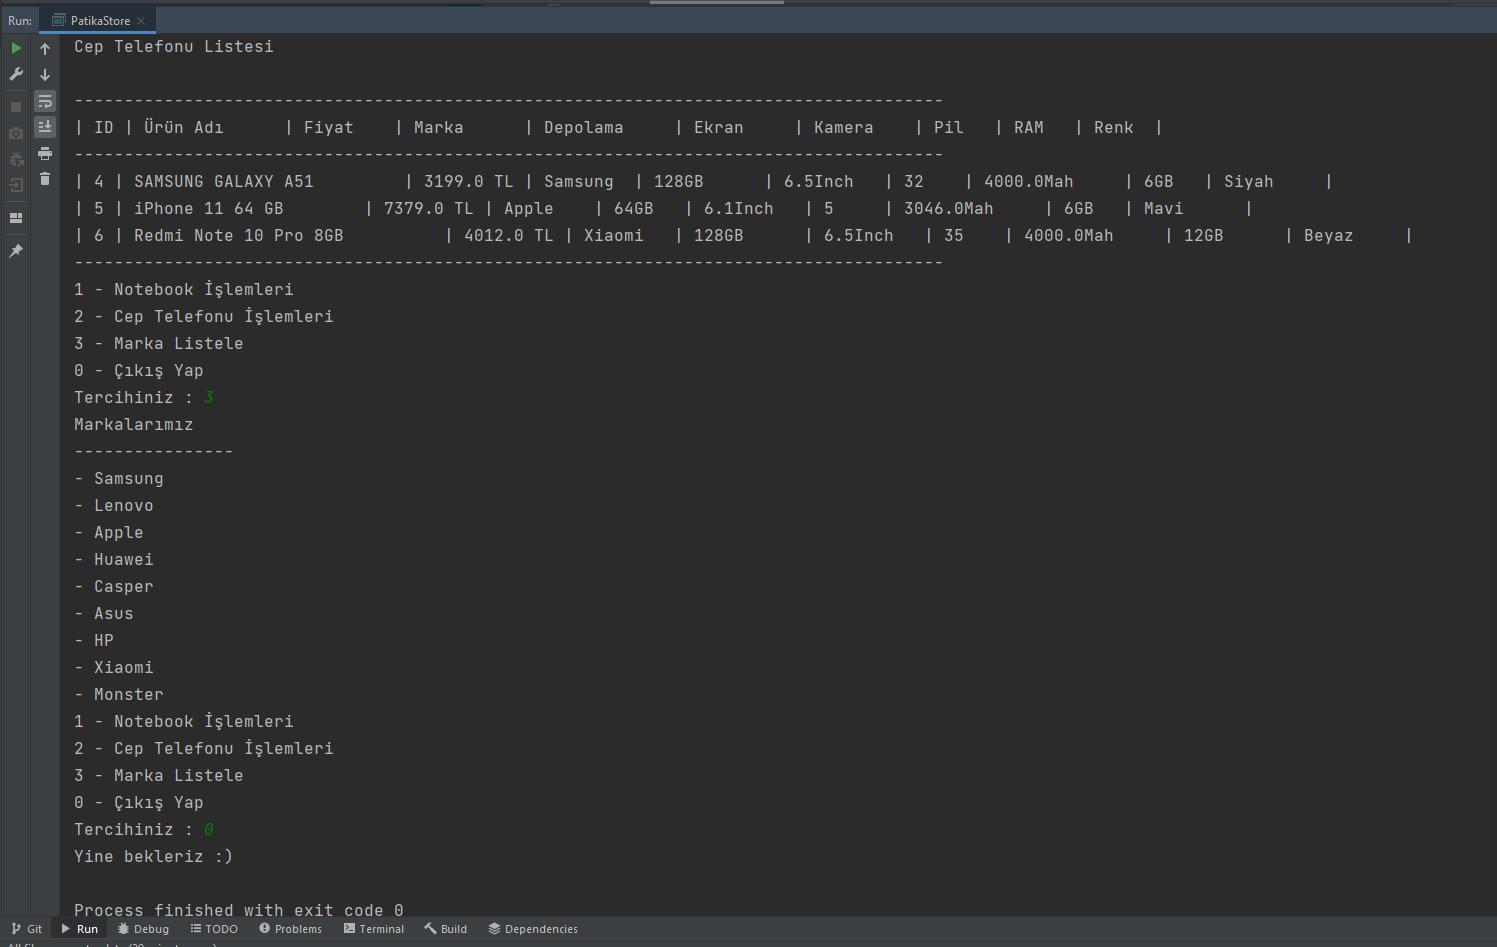 Run: PatikaStore
Cep Telefonu Listesi
---------------------------------------------------------------------------------------
| ID | Ürün Adı      | Fiyat    | Marka      | Depolama     | Ekran     | Kamera    | Pil   | RAM   | Renk  |
---------------------------------------------------------------------------------------
| 4 | SAMSUNG GALAXY A51         | 3199.0 TL | Samsung  | 128GB      | 6.5Inch   | 32    | 4000.0Mah     | 6GB   | Siyah     |
| 5 | iPhone 11 64 GB        | 7379.0 TL | Apple    | 64GB   | 6.1Inch   | 5     | 3046.0Mah     | 6GB   | Mavi      |
| 6 | Redmi Note 10 Pro 8GB          | 4012.0 TL | Xiaomi   | 128GB      | 6.5Inch   | 35    | 4000.0Mah     | 12GB      | Beyaz     |
---------------------------------------------------------------------------------------
1 - Notebook İşlemleri
2 - Cep Telefonu İşlemleri
3 - Marka Listele
0 - Çıkış Yap
Tercihiniz : 3
Markalarımız
----------------
- Samsung
- Lenovo
- Apple
- Huawei
- Casper
- Asus
- HP
- Xiaomi
- Monster
1 - Notebook İşlemleri
2 - Cep Telefonu İşlemleri
3 - Marka Listele
0 - Çıkış Yap
Tercihiniz : 0
Yine bekleriz :)
Process finished with exit code 0
Git Run Debug TODO Problems Terminal Build Dependencies